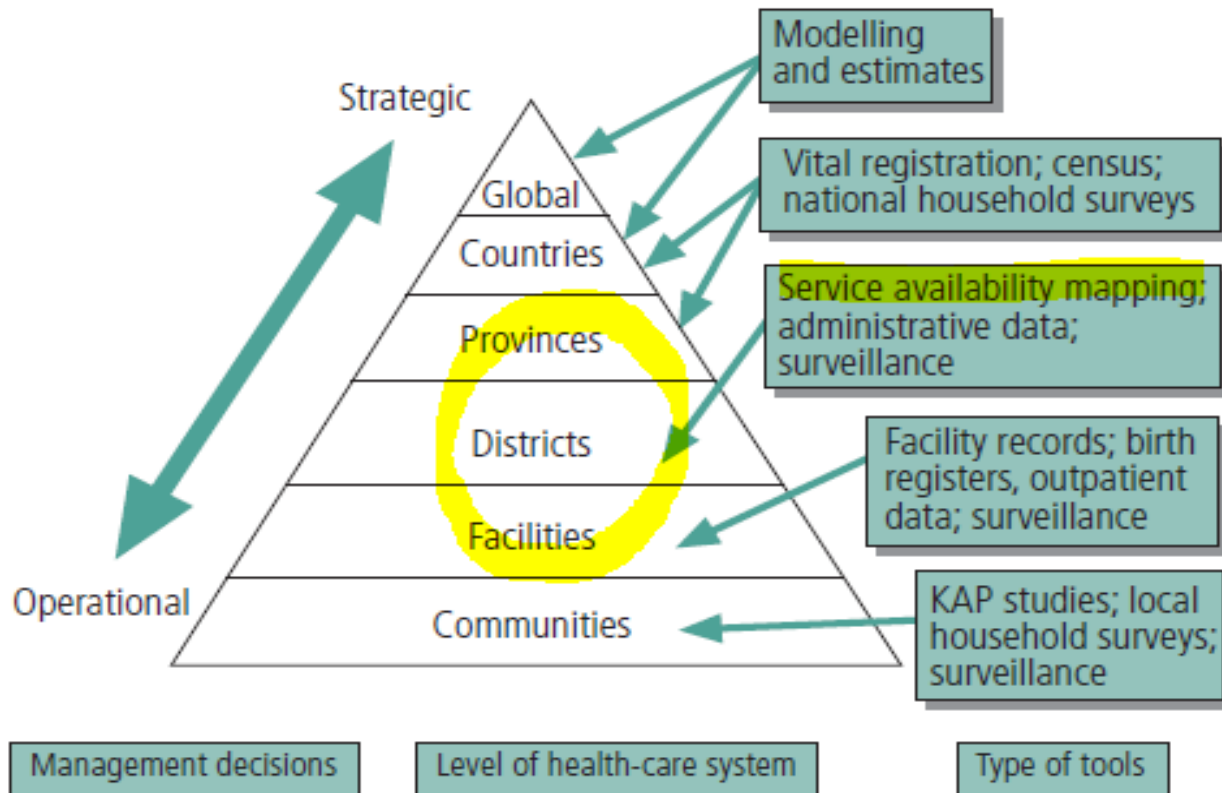 Modelling
and estimates
Strategic
Vital registration; census;
national household surveys
Global
Countries
Service availability mapping;
administrative data;
surveillance
Provinces
Districts
Facility records; birth
registers, outpatient
data; surveillance
Facilities
Operational
Communities
KAP studies; local
household surveys;
surveillance
Management decisions
Level of health-care system
Type of tools